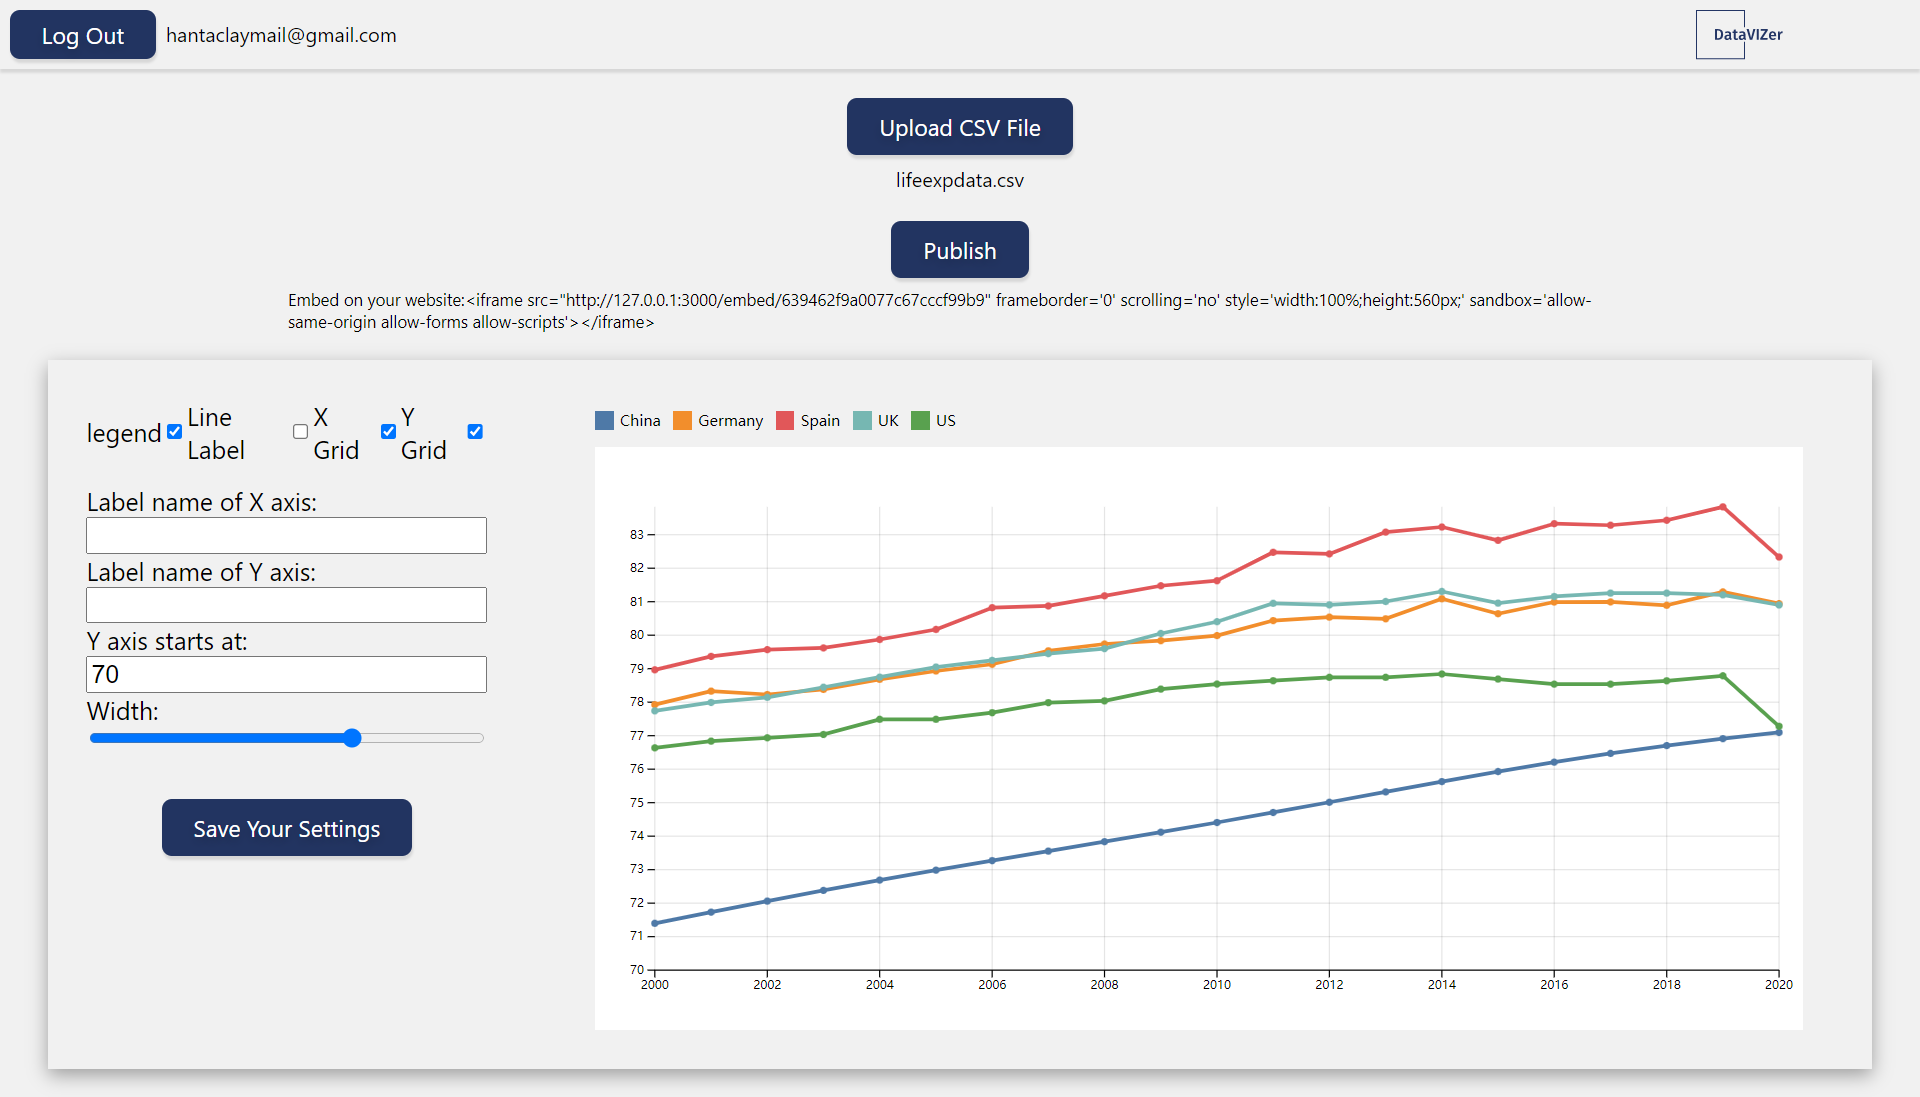 Log Out hantaclaymail@gmail.com DataVIZer
Upload CSV File
lifeexpdata.csv
Publish
Embed on your website:<iframe src="http://127.0.0.1:3000/embed/639462f9a0077c67cccf99b9" frameborder='0' scrolling='no' style='width:100%;height:560px;' sandbox='allow-
same-origin allow-forms allow-scripts'></iframe>
legend Line Label X Grid Y Grid
Label name of X axis:
Label name of Y axis:
Y axis starts at:
70
Width:
Save Your Settings
China Germany Spain UK US
83
82
81
80
79
78
77
76
75
74
73
72
71
70
2000 2002 2004 2006 2008 2010 2012 2014 2016 2018 2020